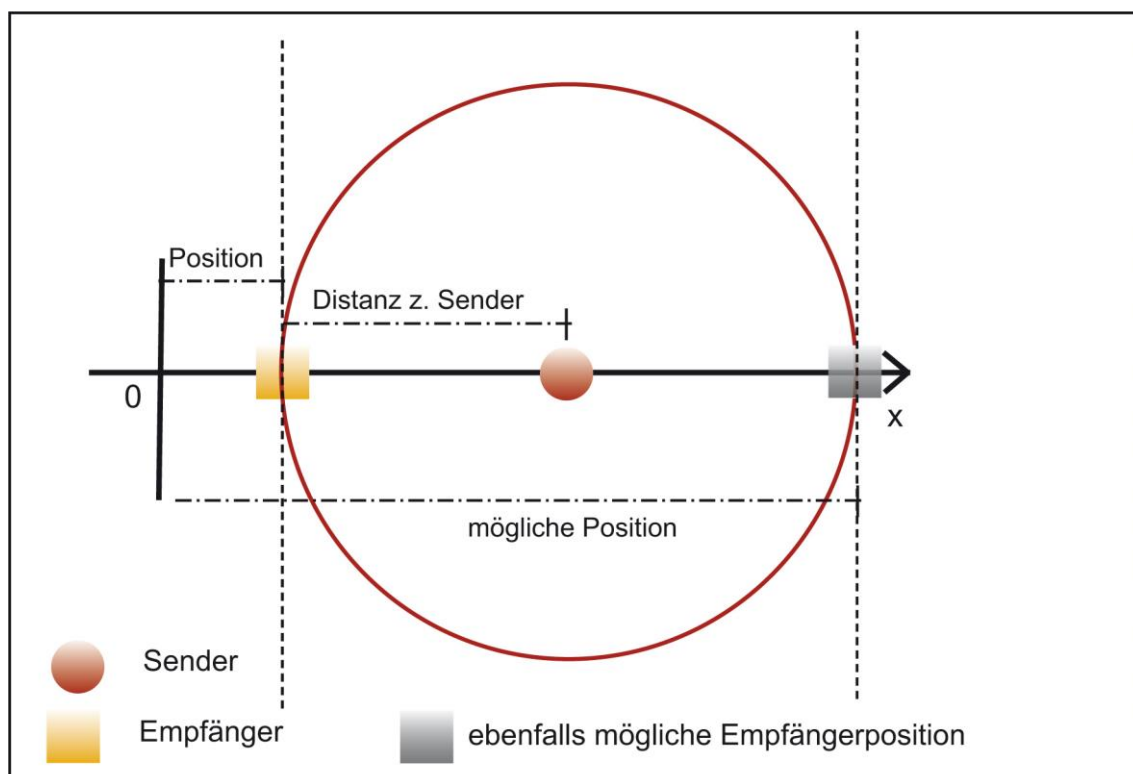 Position
Distanz z. Sender
0
x
mögliche Position
Sender
Empfänger
ebenfalls mögliche Empfängerposition